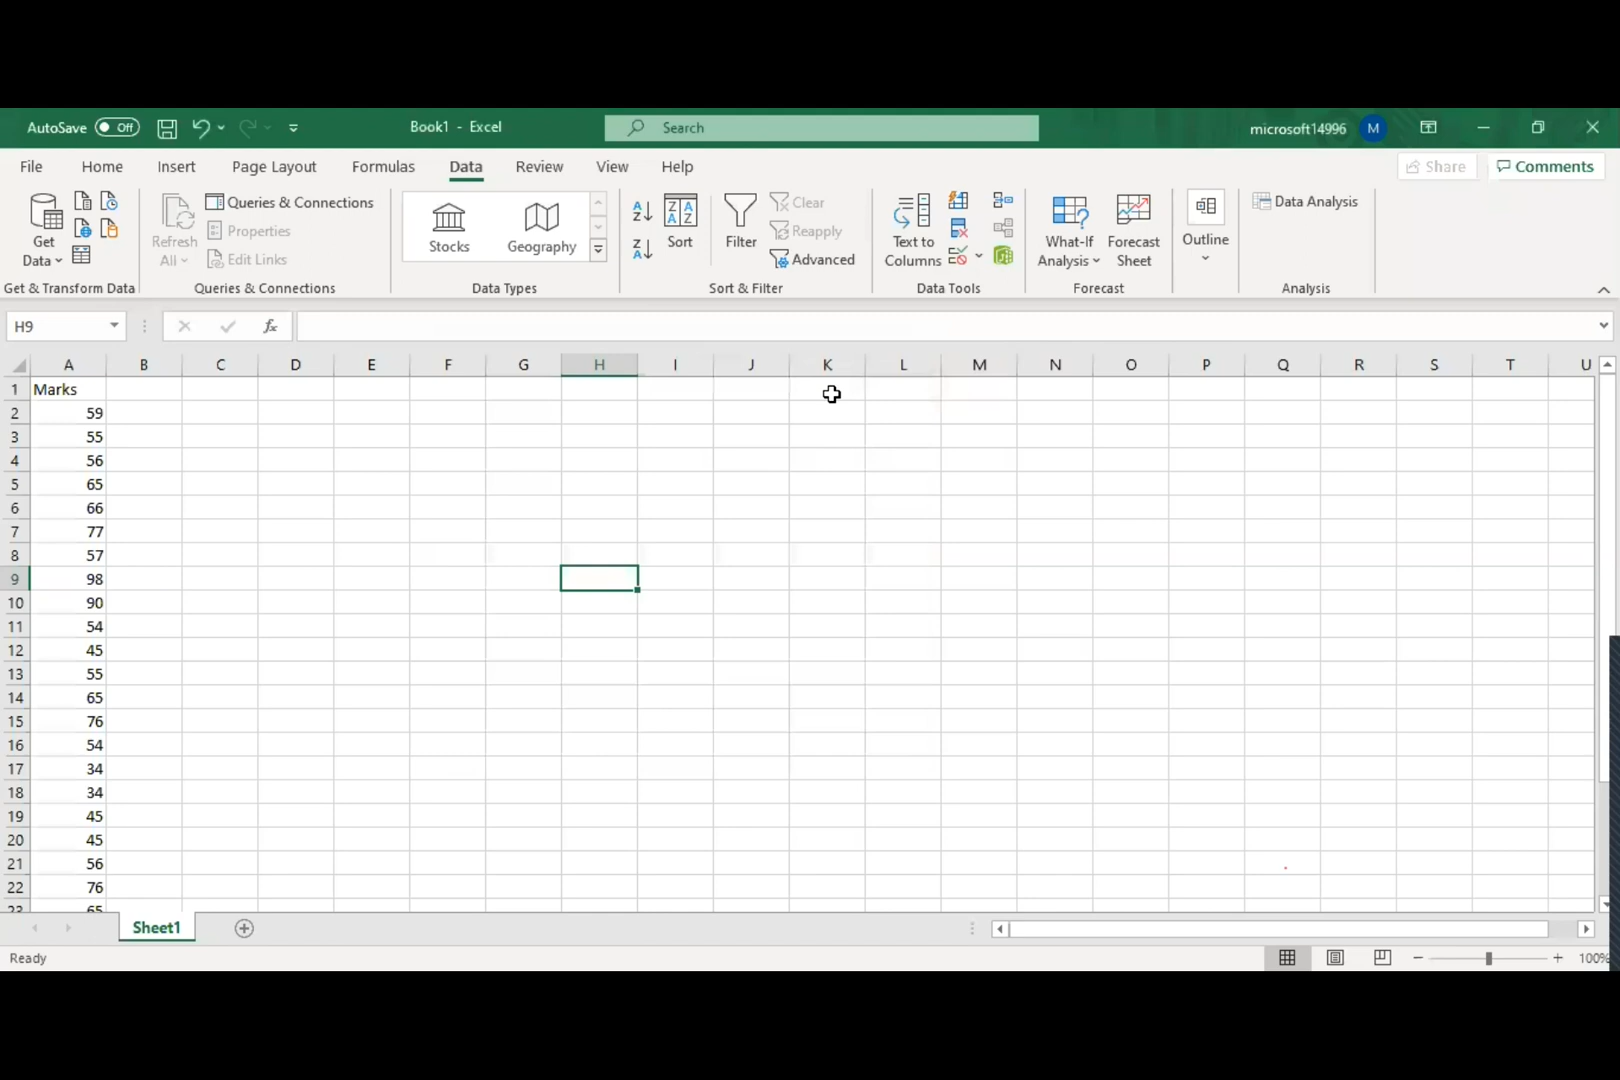 AutoSave Off Book1 - Excel Search microsoft14996 M
File Home Insert Page Layout Formulas Data Review View Help Share Comments
Get Data
Get & Transform Data
Refresh All
Queries & Connections
Properties
Edit Links
Queries & Connections
Stocks Geography
Data Types
A Z
Z A
Z A A Z
Sort
Filter
Clear
Reapply
Advanced
Sort & Filter
Text to Columns
Data Tools
What-If Analysis
Forecast Sheet
Forecast
Outline
Data Analysis
Analysis
H9 fx
A B C D E F G H I J K L M N O P Q R S T U
1 Marks
2 59
3 55
4 56
5 65
6 66
7 77
8 57
9 98
10 90
11 54
12 45
13 55
14 65
15 76
16 54
17 34
18 34
19 45
20 45
21 56
22 76
23 65
Sheet1
Ready 100%